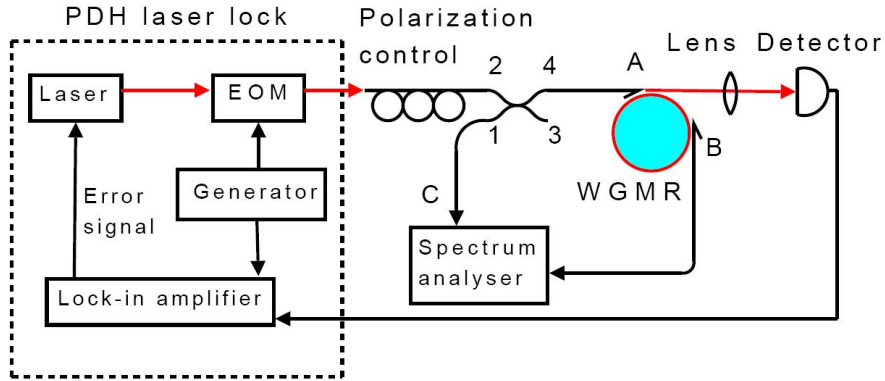 PDH laser lock
Polarization
control
Lens Detector
Laser
EOM
2
4
A
1
3
B
Generator
WGMR
Error
signal
C
Spectrum
analyser
Lock-in amplifier